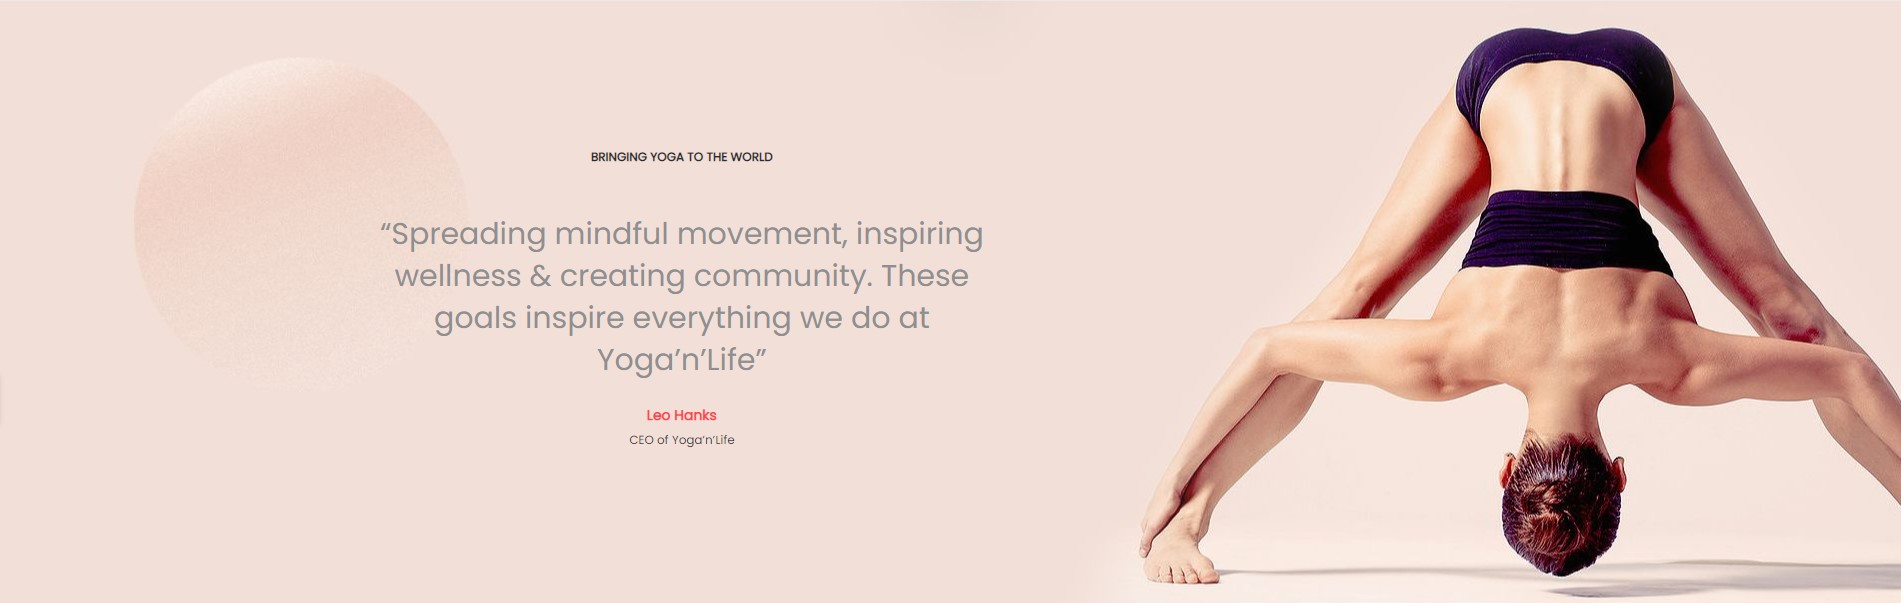 BRINGING YOGA TO THE WORLD
“Spreading mindful movement, inspiring
wellness & creating community. These
goals inspire everything we do at
Yoga’n’Life”
Leo Hanks
CEO of Yoga’n’Life